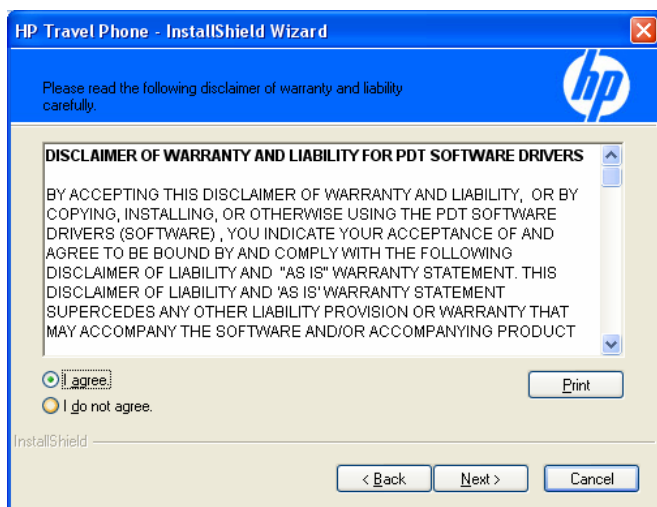 HP Travel Phone - InstallShield Wizard
Please read the following disclaimer of warranty and liability
carefully.
hp
DISCLAIMER OF WARRANTY AND LIABILITY FOR PDT SOFTWARE DRIVERS
BY ACCEPTING THIS DISCLAIMER OF WARRANTY AND LIABILITY, OR BY
COPYING, INSTALLING, OR OTHERWISE USING THE PDT SOFTWARE
DRIVERS (SOFTWARE) , YOU INDICATE YOUR ACCEPTANCE OF AND
AGREE TO BE BOUND BY AND COMPLY WITH THE FOLLOWING
DISCLAIMER OF LIABILITY AND "AS IS" WARRANTY STATEMENT. THIS
DISCLAIMER OF LIABILITY AND 'AS IS' WARRANTY STATEMENT
SUPERCEDES ANY OTHER LIABILITY PROVISION OR WARRANTY THAT
MAY ACCOMPANY THE SOFTWARE AND/OR ACCOMPANYING PRODUCT
I agree.
Print
I do not agree.
InstallShield
< Back
Next >
Cancel